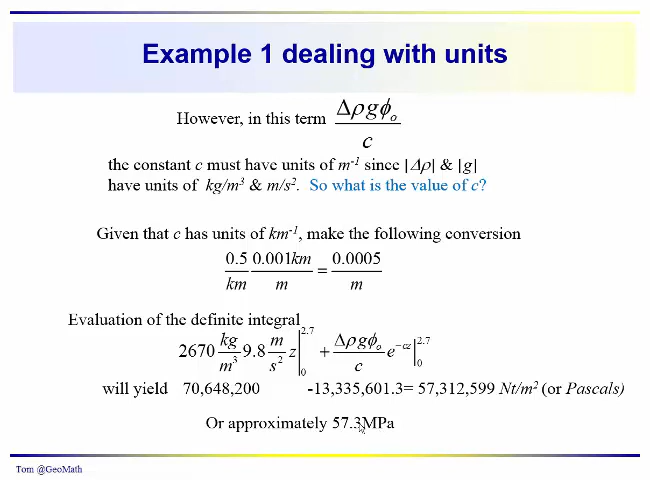 Example 1 dealing with units
However, in this term Δρgφₒ/c
the constant c must have units of m⁻¹ since |Δρ| & |g|
have units of kg/m³ & m/s². So what is the value of c?
Given that c has units of km⁻¹, make the following conversion
0.5/km 0.001km/m = 0.0005/m
Evaluation of the definite integral
2670 kg/m³ 9.8 m/s² z|₀^2.7 + Δρgφₒ/c e^(-cz)|₀^2.7
will yield 70,648,200 -13,335,601.3= 57,312,599 Nt/m² (or Pascals)
Or approximately 57.3MPa
Tom @GeoMath